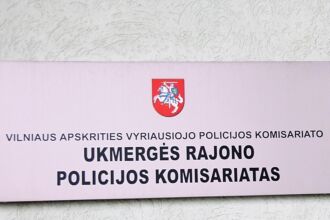 VILNIAUS APSKRITIES VYRIAUSIOJO POLICIJOS KOMISARIATO
UKMERGĖS RAJONO
POLICIJOS KOMISARIATAS